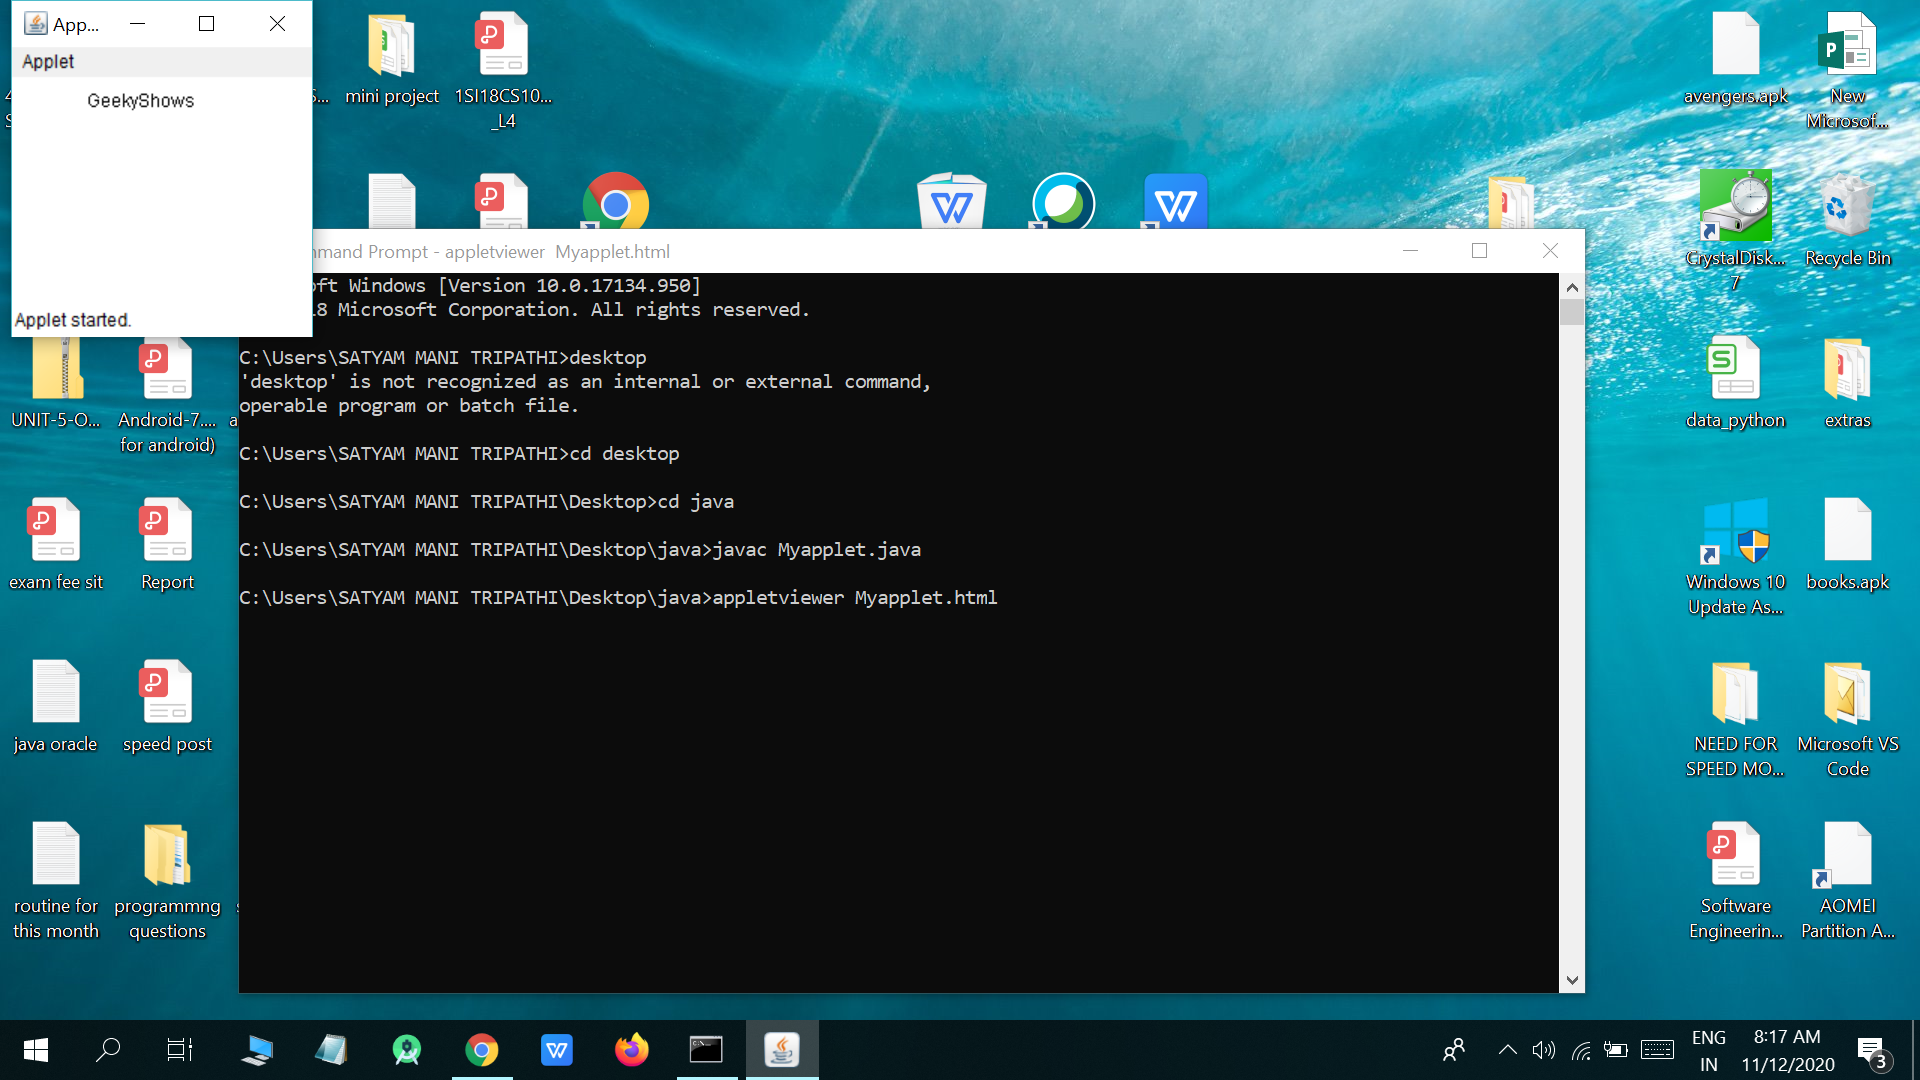 App...
Applet
GeekyShows
Applet started.
mini project
1SI18CS10...
_L4
avengers.apk
New
Microsof...
Command Prompt - appletviewer  Myapplet.html
CrystalDisk...
7
Recycle Bin
oft Windows [Version 10.0.17134.950]
18 Microsoft Corporation. All rights reserved.
C:\Users\SATYAM MANI TRIPATHI>desktop
'desktop' is not recognized as an internal or external command,
operable program or batch file.
C:\Users\SATYAM MANI TRIPATHI>cd desktop
C:\Users\SATYAM MANI TRIPATHI\Desktop>cd java
C:\Users\SATYAM MANI TRIPATHI\Desktop\java>javac Myapplet.java
C:\Users\SATYAM MANI TRIPATHI\Desktop\java>appletviewer Myapplet.html
UNIT-5-O...
Android-7....
for android)
data_python
extras
exam fee sit
Report
Windows 10
Update As...
books.apk
java oracle
speed post
NEED FOR
SPEED MO...
Microsoft VS
Code
routine for
this month
programmng
questions
Software
Engineerin...
AOMEI
Partition A...
ENG
IN
8:17 AM
11/12/2020
3